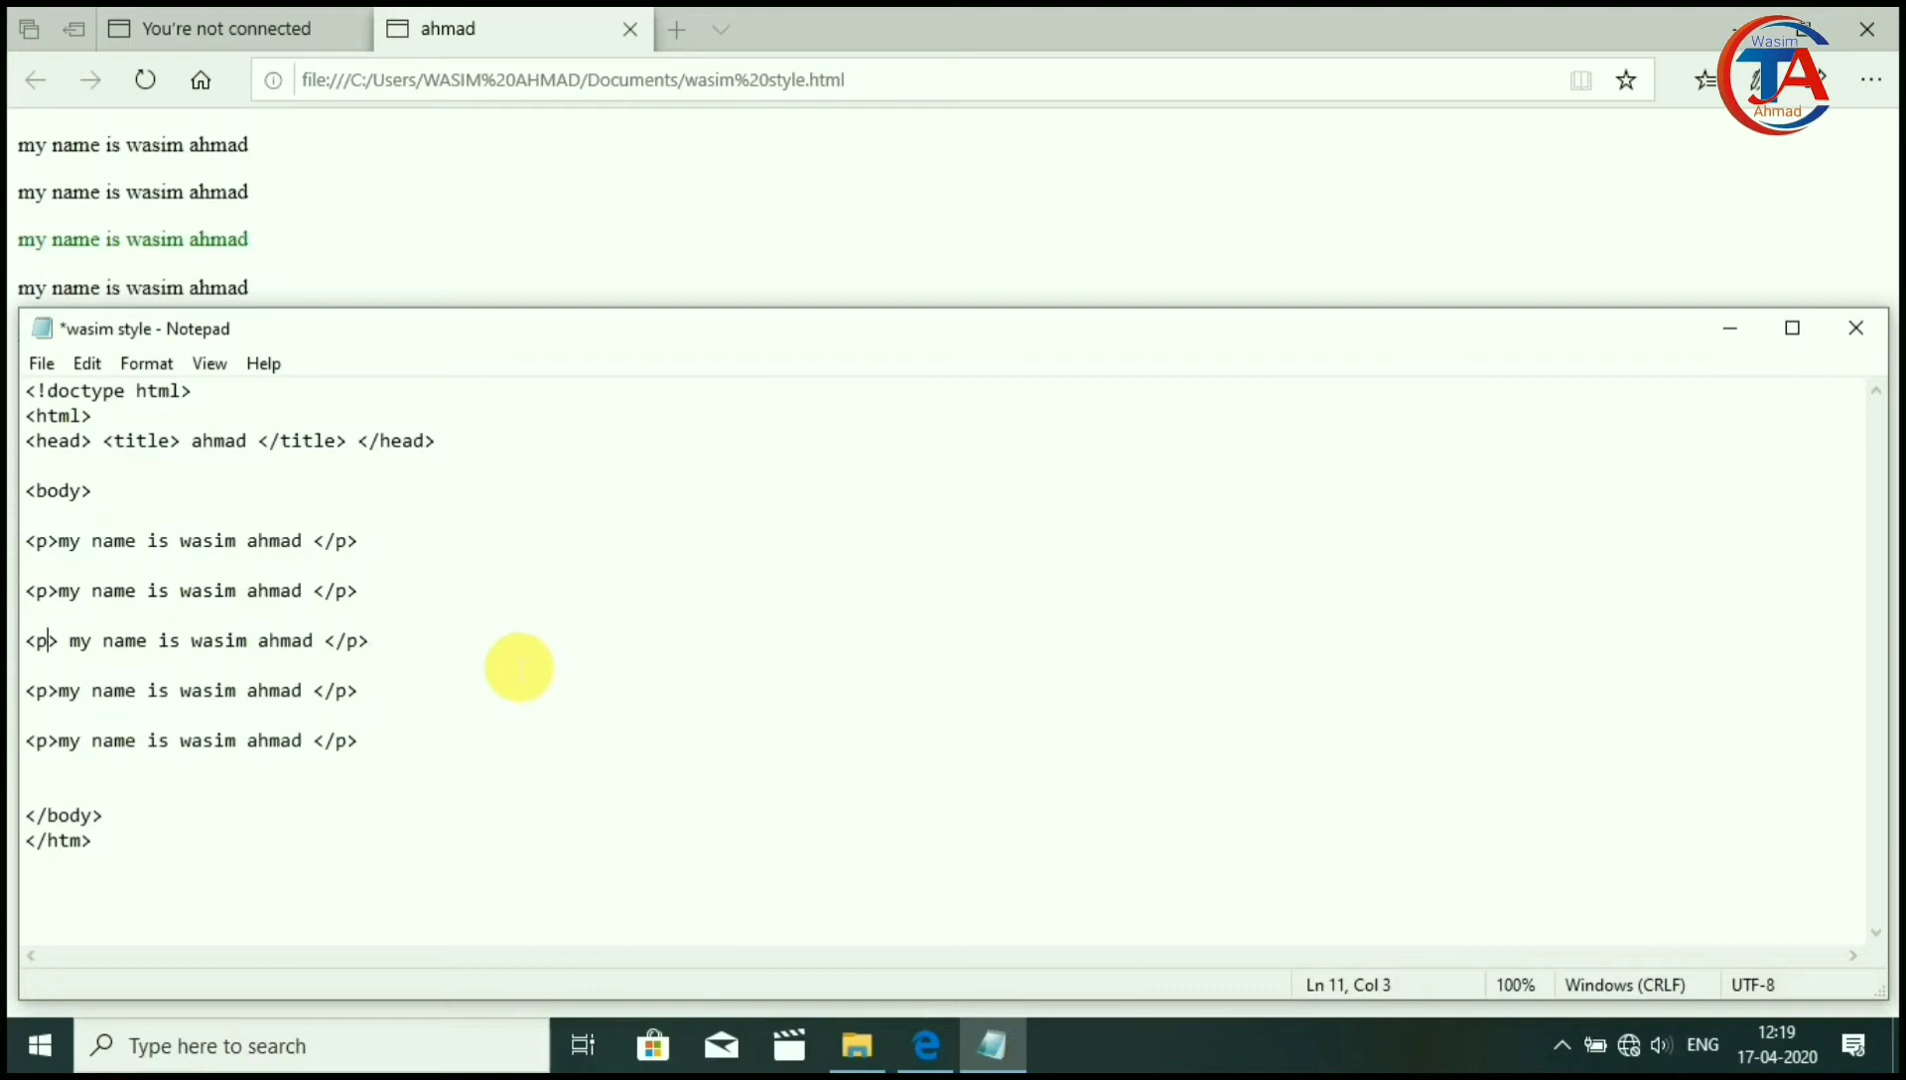 You're not connected
ahmad
file:///C:/Users/WASIM%20AHMAD/Documents/wasim%20style.html
Wasim
TA
Ahmad
my name is wasim ahmad
my name is wasim ahmad
my name is wasim ahmad
my name is wasim ahmad
*wasim style - Notepad
File Edit Format View Help
<!doctype html>
<html>
<head> <title> ahmad </title> </head>
<body>
<p>my name is wasim ahmad </p>
<p>my name is wasim ahmad </p>
<p> my name is wasim ahmad </p>
<p>my name is wasim ahmad </p>
<p>my name is wasim ahmad </p>
</body>
</htm>
Ln 11, Col 3
100%
Windows (CRLF)
UTF-8
Type here to search
ENG
12:19
17-04-2020